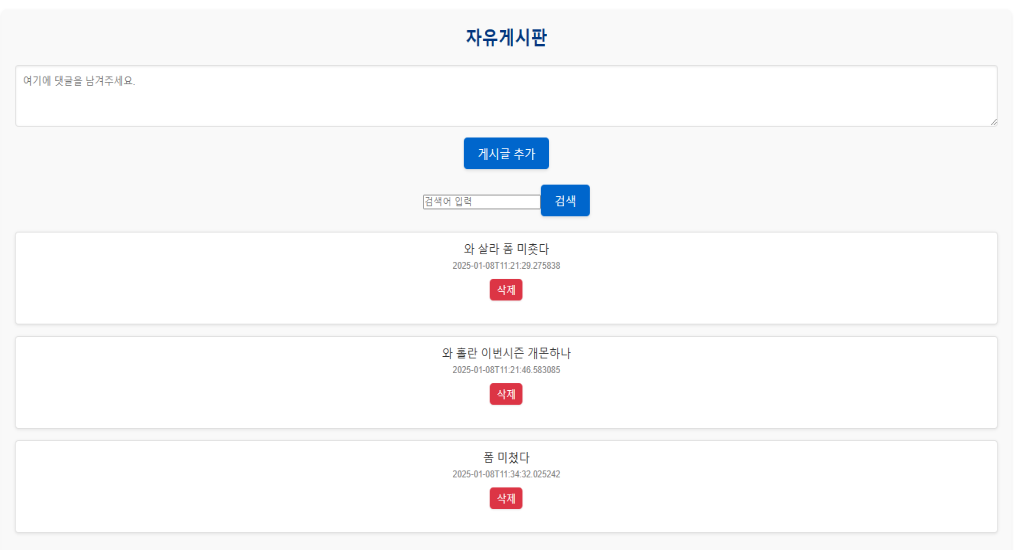 자유게시판
여기에 댓글을 남겨주세요.
게시글 추가
검색어 입력 검색
와 살라 폼 미춋다
2025-01-08T11:21:29.275838
삭제
와 홀란 이번시즌 개몬하나
2025-01-08T11:21:46.583085
삭제
폼 미쳤다
2025-01-08T11:34:32.025242
삭제